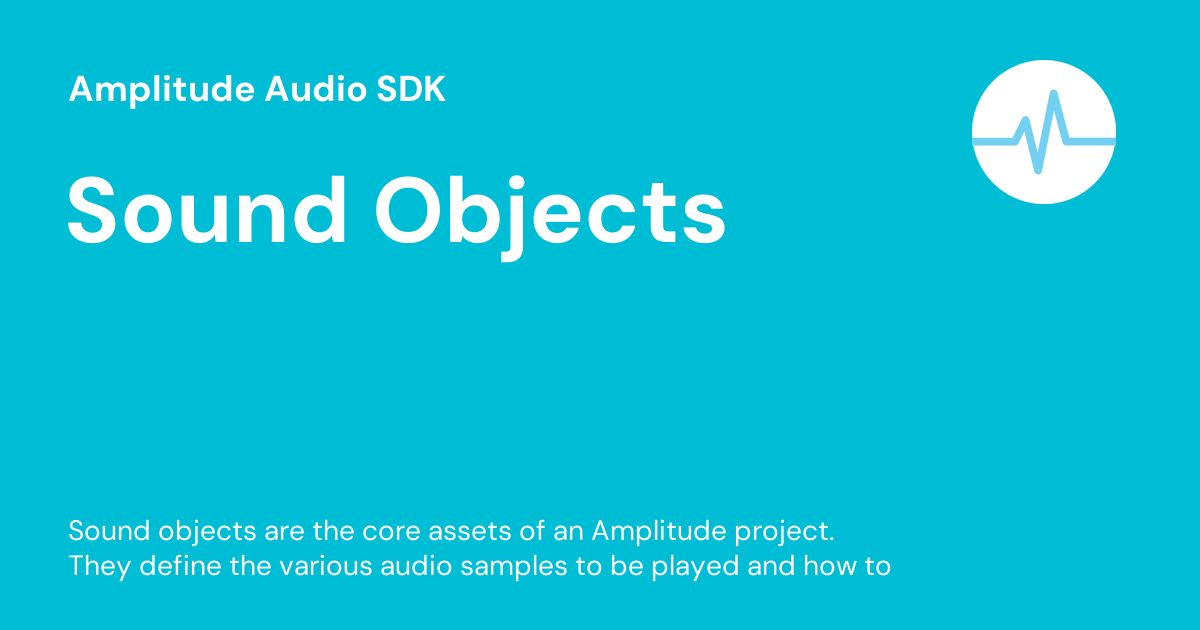 Amplitude Audio SDK
Sound Objects
Sound objects are the core assets of an Amplitude project.
They define the various audio samples to be played and how to